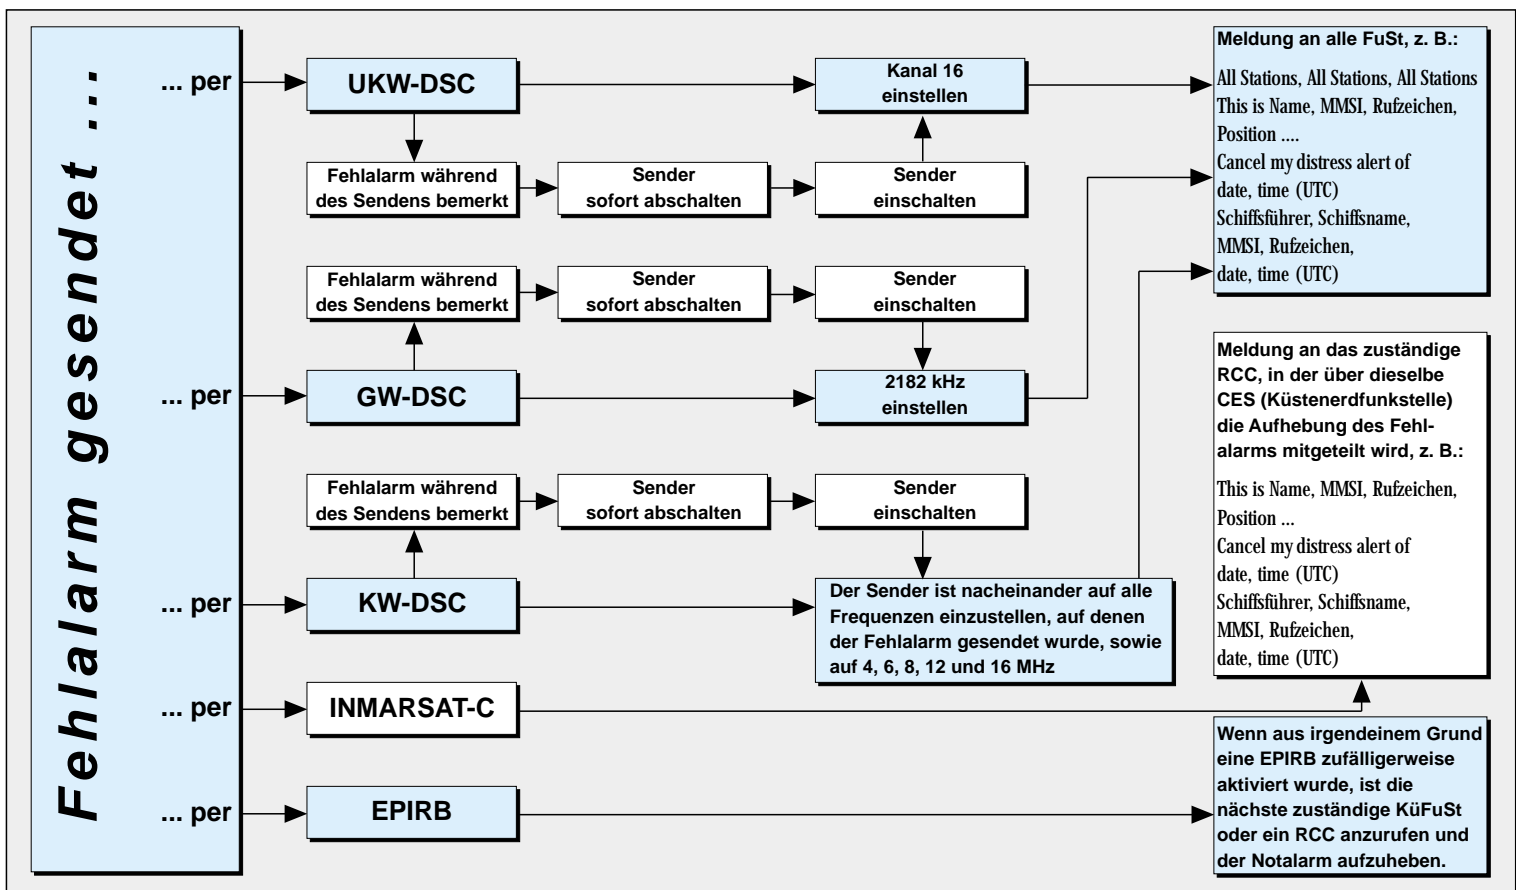 Fehlalarm gesendet ...
... per
UKW-DSC
Kanal 16
einstellen
Fehlalarm während
des Sendens bemerkt
Sender
sofort abschalten
Sender
einschalten
Meldung an alle FuSt, z. B.:
All Stations, All Stations, All Stations
This is Name, MMSI, Rufzeichen,
Position ....
Cancel my distress alert of
date, time (UTC)
Schiffsführer, Schiffsname,
MMSI, Rufzeichen,
date, time (UTC)
Fehlalarm während
des Sendens bemerkt
Sender
sofort abschalten
Sender
einschalten
... per
GW-DSC
2182 kHz
einstellen
Fehlalarm während
des Sendens bemerkt
Sender
sofort abschalten
Sender
einschalten
... per
KW-DSC
Der Sender ist nacheinander auf alle
Frequenzen einzustellen, auf denen
der Fehlalarm gesendet wurde, sowie
auf 4, 6, 8, 12 und 16 MHz
Meldung an das zuständige
RCC, in der über dieselbe
CES (Küstenerdfunkstelle)
die Aufhebung des Fehl-
alarms mitgeteilt wird, z. B.:
This is Name, MMSI, Rufzeichen,
Position ...
Cancel my distress alert of
date, time (UTC)
Schiffsführer, Schiffsname,
MMSI, Rufzeichen,
date, time (UTC)
... per
INMARSAT-C
... per
EPIRB
Wenn aus irgendeinem Grund
eine EPIRB zufälligerweise
aktiviert wurde, ist die
nächste zuständige KüFuSt
oder ein RCC anzurufen und
der Notalarm aufzuheben.